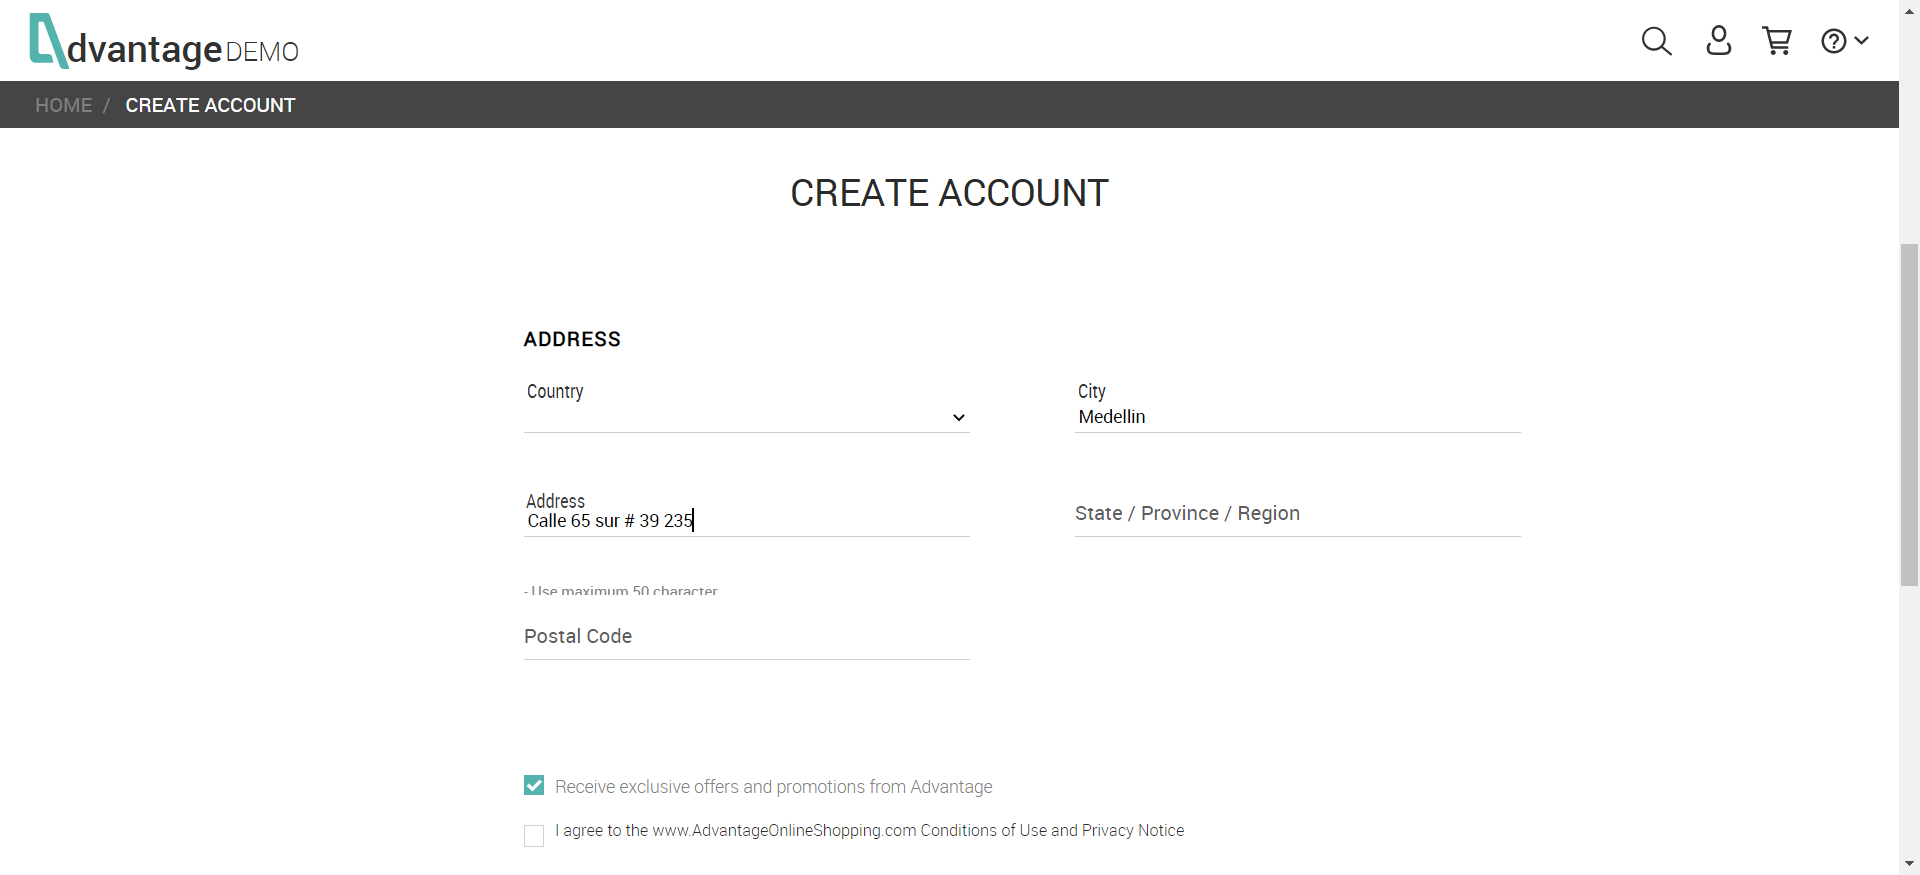 dvantage DEMO
HOME / CREATE ACCOUNT
CREATE ACCOUNT
ADDRESS
Country
City
Medellin
Address
Calle 65 sur # 39 235
State / Province / Region
- Use maximum 50 character
Postal Code
Receive exclusive offers and promotions from Advantage
I agree to the www.AdvantageOnlineShopping.com Conditions of Use and Privacy Notice